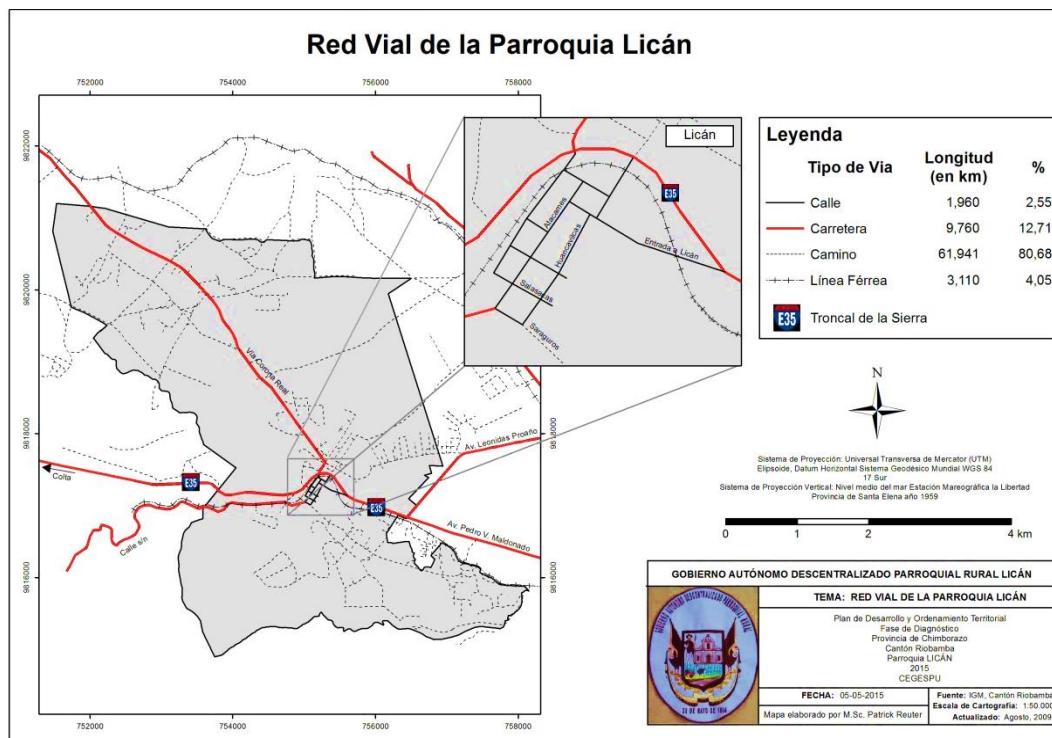 Red Vial de la Parroquia Licán
752000 754000 756000 758000
9822000
9820000
9818000
9816000
9818000
9816000
Vía Corona Real
Colta
E35
Calle s/n
E35
Av. Leonidas Proaño
Av. Pedro V. Maldonado
752000 754000 756000 758000
Licán
E35
Atacames
Huancavilcas
Entrada a Licán
Salasacas
Saraguros
Leyenda
Tipo de Via Longitud (en km) %
Calle 1,960 2,55
Carretera 9,760 12,71
Camino 61,941 80,68
Línea Férrea 3,110 4,05
E35 Troncal de la Sierra
N
Sistema de Proyección: Universal Transversa de Mercator (UTM)
Elipsoide, Datum Horizontal Sistema Geodésico Mundial WGS 84
17 Sur
Sistema de Proyección Vertical: Nivel medio del mar Estación Mareográfica la Libertad
Provincia de Santa Elena año 1959
0 1 2 4 km
GOBIERNO AUTÓNOMO DESCENTRALIZADO PARROQUIAL RURAL LICÁN
TEMA: RED VIAL DE LA PARROQUIA LICÁN
Plan de Desarrollo y Ordenamiento Territorial
Fase de Diagnóstico
Provincia de Chimborazo
Cantón Riobamba
Parroquia LICÁN
2015
CEGESPU
FECHA: 05-05-2015
Mapa elaborado por M.Sc. Patrick Reuter
Fuente: IGM, Cantón Riobamba
Escala de Cartografía: 1:50.000
Actualizado: Agosto, 2009